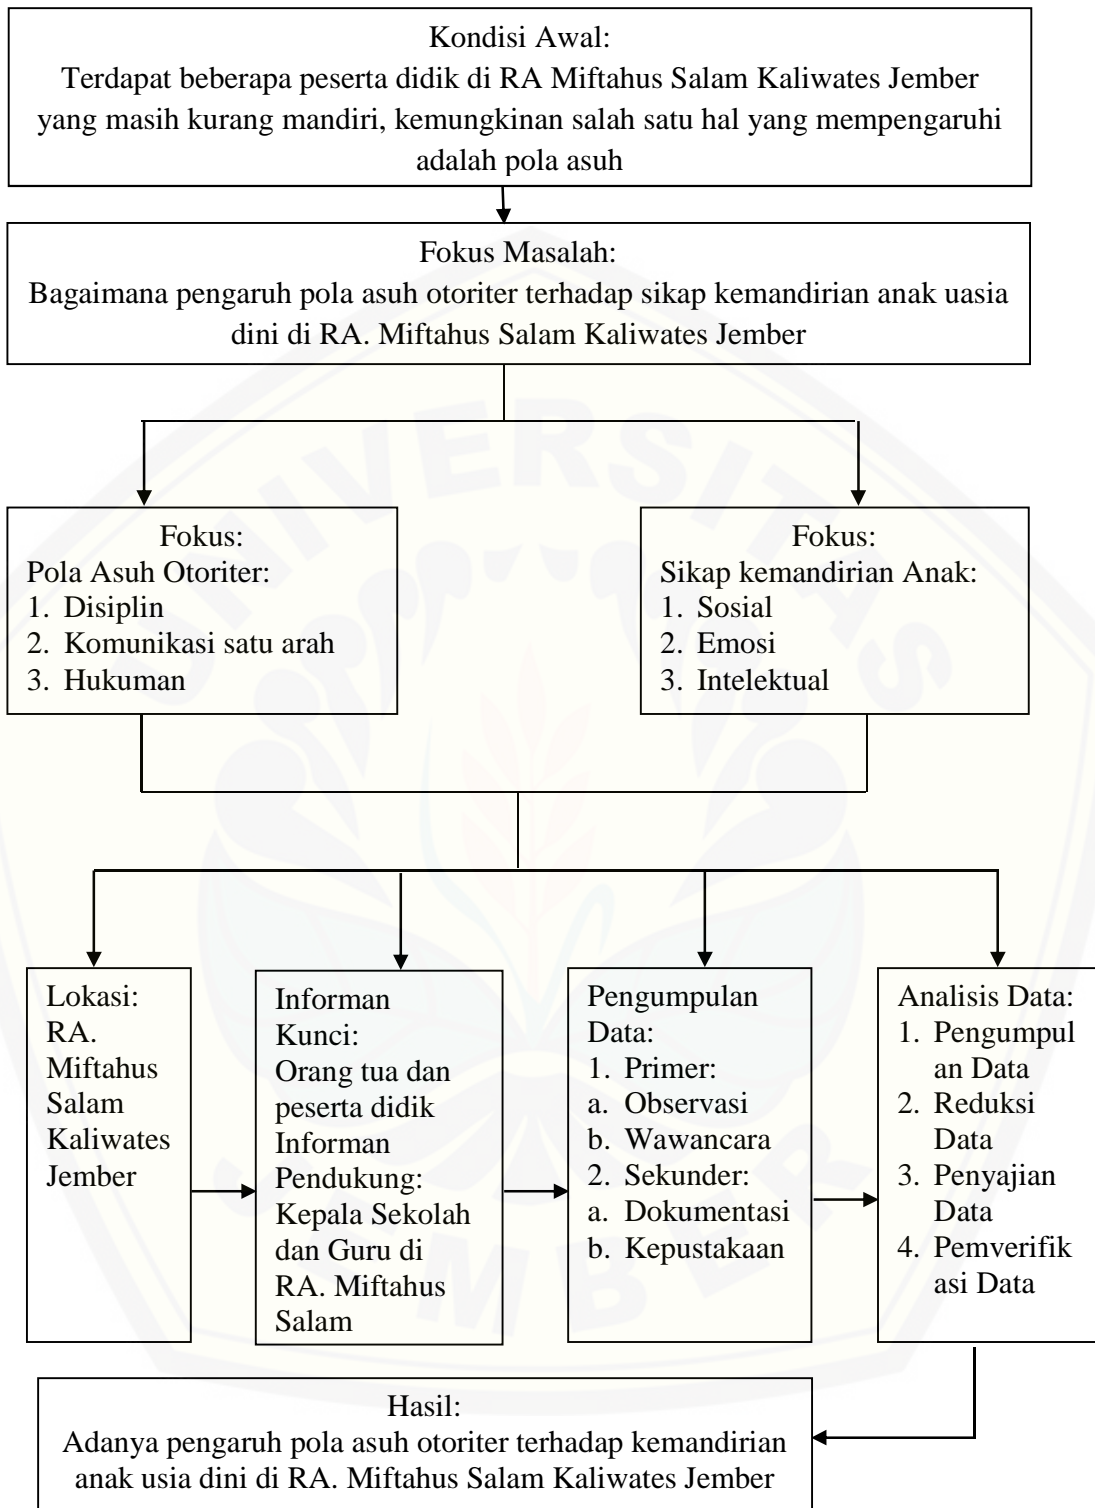 Kondisi Awal:
Terdapat beberapa peserta didik di RA Miftahus Salam Kaliwates Jember
yang masih kurang mandiri, kemungkinan salah satu hal yang mempengaruhi
adalah pola asuh
Fokus Masalah:
Bagaimana pengaruh pola asuh otoriter terhadap sikap kemandirian anak uasia
dini di RA. Miftahus Salam Kaliwates Jember
UNIVERSITAS
Fokus:
Pola Asuh Otoriter:
1. Disiplin
2. Komunikasi satu arah
3. Hukuman
Fokus:
Sikap kemandirian Anak:
1. Sosial
2. Emosi
3. Intelektual
Lokasi:
RA.
Miftahus
Salam
Kaliwates
Jember
Informan
Kunci:
Orang tua dan
peserta didik
Informan
Pendukung:
Kepala Sekolah
dan Guru di
RA. Miftahus
Salam
Pengumpulan
Data:
1. Primer:
a. Observasi
b. Wawancara
2. Sekunder:
a. Dokumentasi
b. Kepustakaan
Analisis Data:
1. Pengumpul
an Data
2. Reduksi
Data
3. Penyajian
Data
4. Pemverifik
asi Data
JEMBER
Hasil:
Adanya pengaruh pola asuh otoriter terhadap kemandirian
anak usia dini di RA. Miftahus Salam Kaliwates Jember